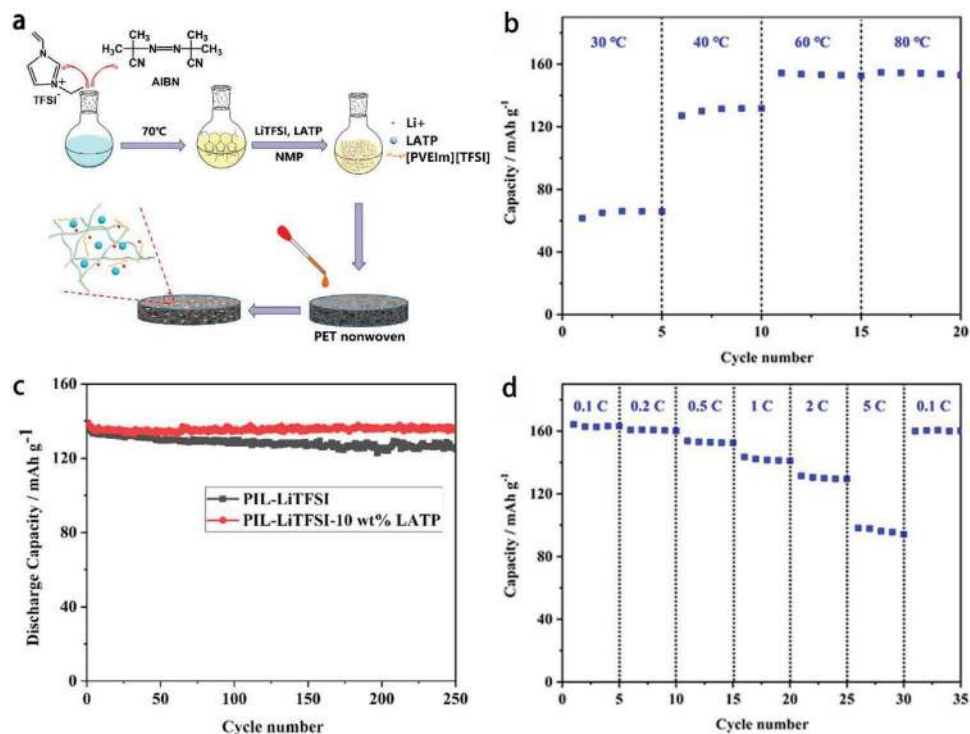 a
CH₃ CH₃
H₃C—N=N—CH₃
CN CN
AIBN
+
TFSI⁻
70℃
LiTFSI, LATP
NMP
Li+
LATP
[PVEIm][TFSI]
PET nonwoven
b
30 ℃ 40 ℃ 60 ℃ 80 ℃
160
120
80
40
0
0 5 10 15 20
Capacity / mAh g⁻¹
Cycle number
c
160
120
80
40
0
0 50 100 150 200 250
Discharge Capacity / mAh g⁻¹
PIL-LiTFSI
PIL-LiTFSI-10 wt% LATP
Cycle number
d
0.1 C 0.2 C 0.5 C 1 C 2 C 5 C 0.1 C
160
130
100
80
60
0 5 10 15 20 25 30 35
Capacity / mAh g⁻¹
Cycle number